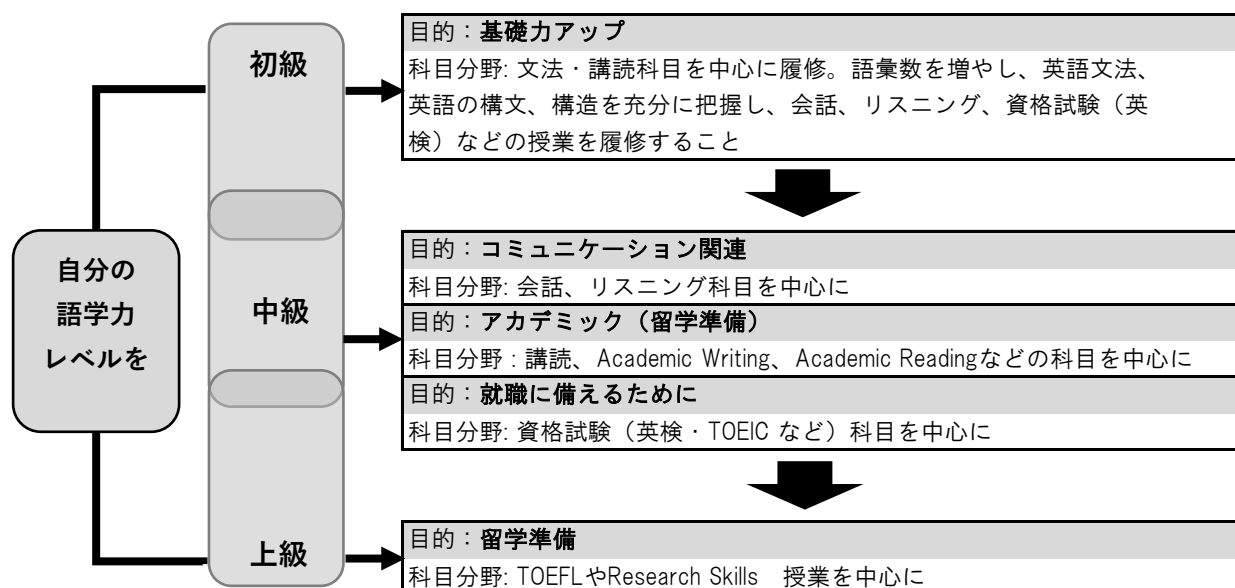 自分の
語学力
レベルを
初級
目的：基礎力アップ
科目分野: 文法・講読科目を中心に履修。語彙数を増やし、英語文法、
英語の構文、構造を充分に把握し、会話、リスニング、資格試験（英
検）などの授業を履修すること
中級
目的：コミュニケーション関連
科目分野: 会話、リスニング科目を中心に
目的：アカデミック（留学準備）
科目分野：講読、Academic Writing、Academic Readingなどの科目を中心に
目的：就職に備えるために
科目分野: 資格試験（英検・TOEIC など）科目を中心に
上級
目的：留学準備
科目分野: TOEFLやResearch Skills　授業を中心に